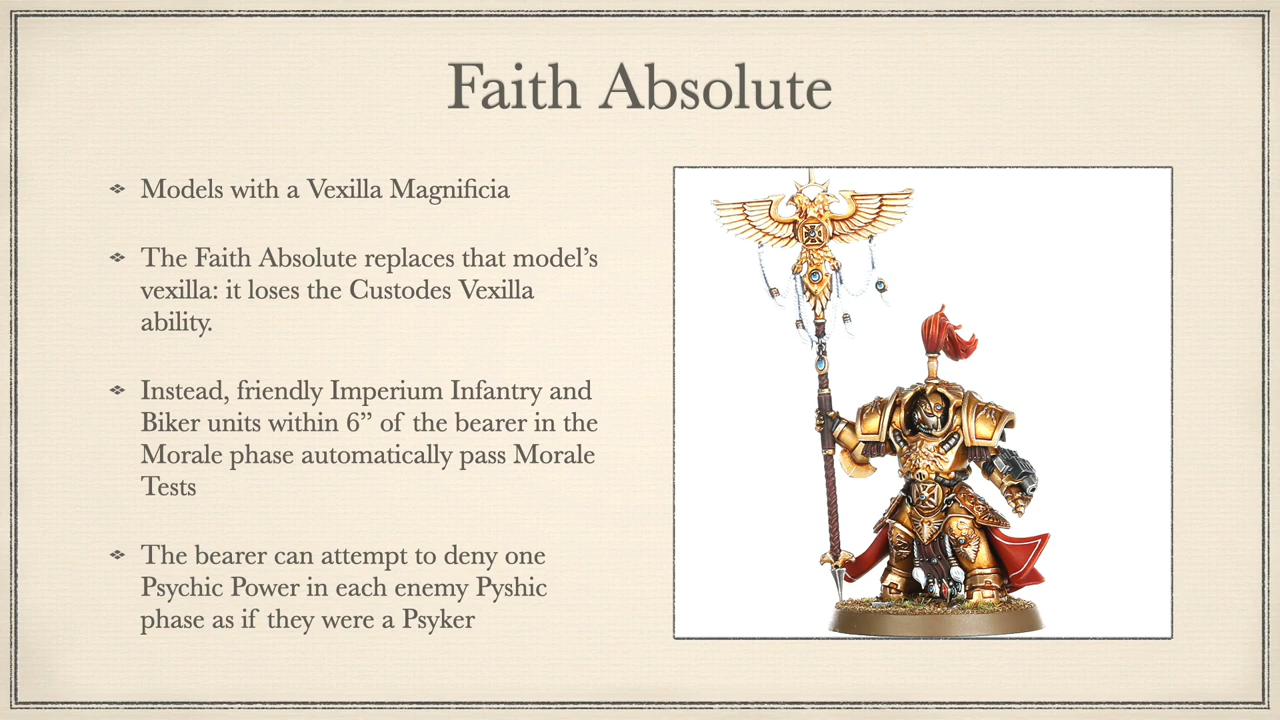 Faith Absolute
Models with a Vexilla Magnificia
The Faith Absolute replaces that model’s
vexilla: it loses the Custodes Vexilla
ability.
Instead, friendly Imperium Infantry and
Biker units within 6” of the bearer in the
Morale phase automatically pass Morale
Tests
The bearer can attempt to deny one
Psychic Power in each enemy Pyshic
phase as if they were a Psyker